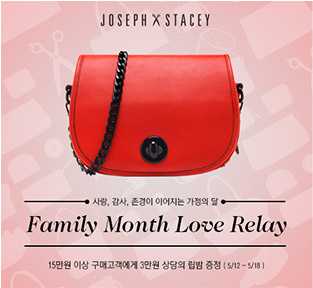 JOSEPH X STACEY
사랑, 감사, 존경이 이어지는 가정의 달
Family Month Love Relay
15만원 이상 구매고객에게 3만원 상당의 립밤 증정 ( 5/12 ~ 5/18 )